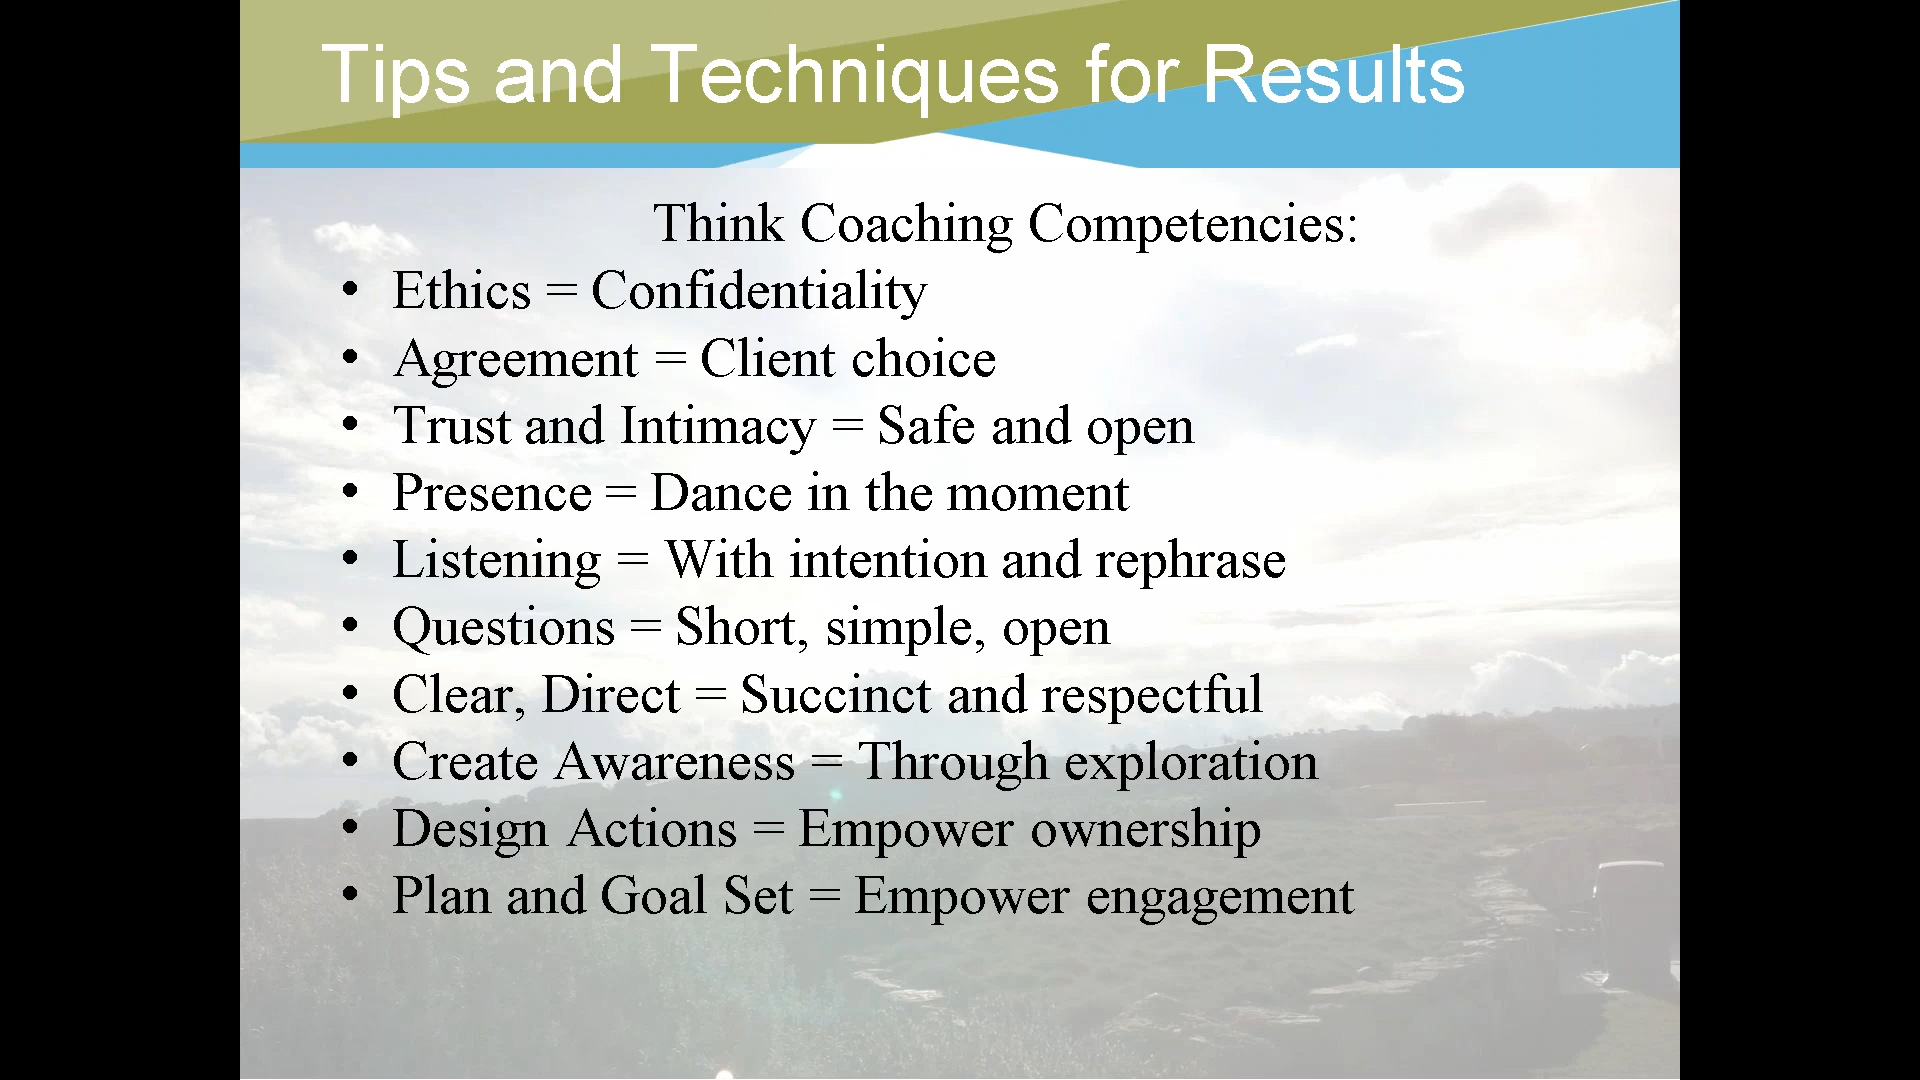 Tips and Techniques for Results
Think Coaching Competencies:
• Ethics = Confidentiality
• Agreement = Client choice
• Trust and Intimacy = Safe and open
• Presence = Dance in the moment
• Listening = With intention and rephrase
• Questions = Short, simple, open
• Clear, Direct = Succinct and respectful
• Create Awareness = Through exploration
• Design Actions = Empower ownership
• Plan and Goal Set = Empower engagement